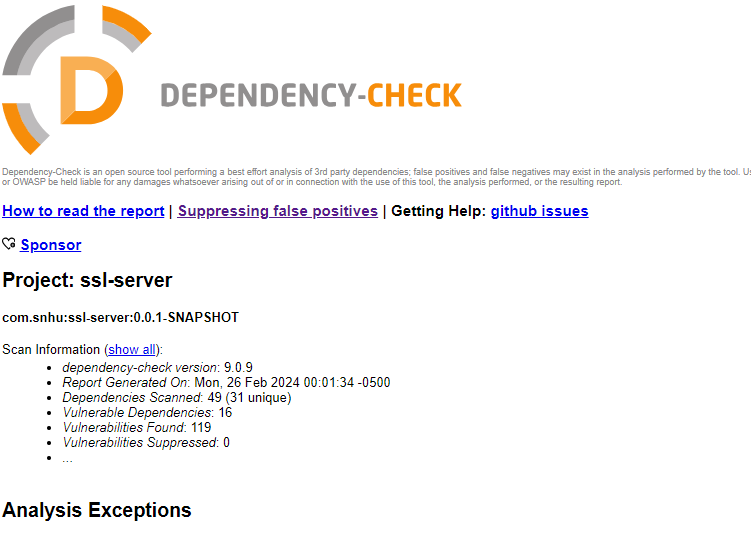 DEPENDENCY-CHECK
Dependency-Check is an open source tool performing a best effort analysis of 3rd party dependencies; false positives and false negatives may exist in the analysis performed by the tool. Us
or OWASP be held liable for any damages whatsoever arising out of or in connection with the use of this tool, the analysis performed, or the resulting report.
How to read the report | Suppressing false positives | Getting Help: github issues
Sponsor
Project: ssl-server
com.snhu:ssl-server:0.0.1-SNAPSHOT
Scan Information (show all):
• dependency-check version: 9.0.9
• Report Generated On: Mon, 26 Feb 2024 00:01:34 -0500
• Dependencies Scanned: 49 (31 unique)
• Vulnerable Dependencies: 16
• Vulnerabilities Found: 119
• Vulnerabilities Suppressed: 0
• ...
Analysis Exceptions